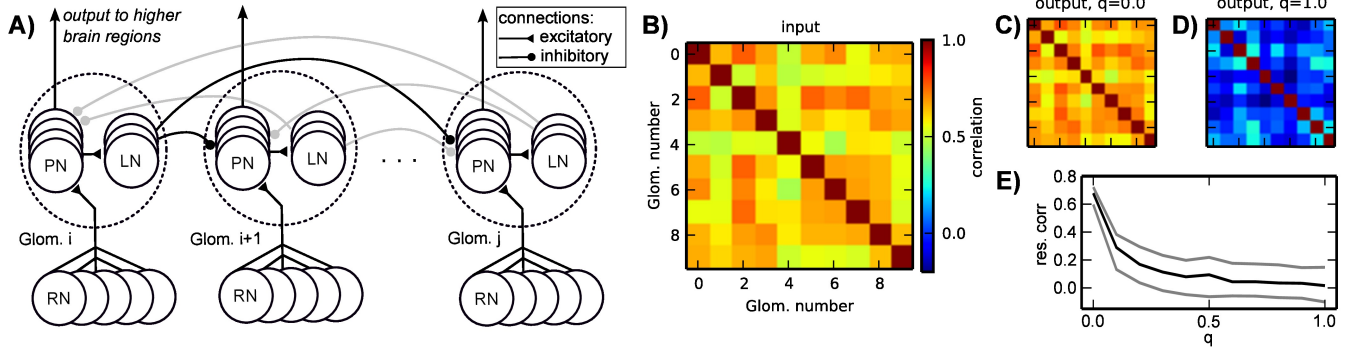 A)
output to higher
brain regions
connections:
excitatory
inhibitory
PN
LN
PN
LN
. . .
PN
LN
Glom. i
Glom. i+1
Glom. j
RN
RN
RN
B)
input
Glom. number
0
2
4
6
8
0 2 4 6 8
Glom. number
1.0
0.5
0.0
correlation
C)
output, q=0.0
D)
output, q=1.0
E)
res. corr
0.8
0.6
0.4
0.2
0.0
0.0 0.5 1.0
q